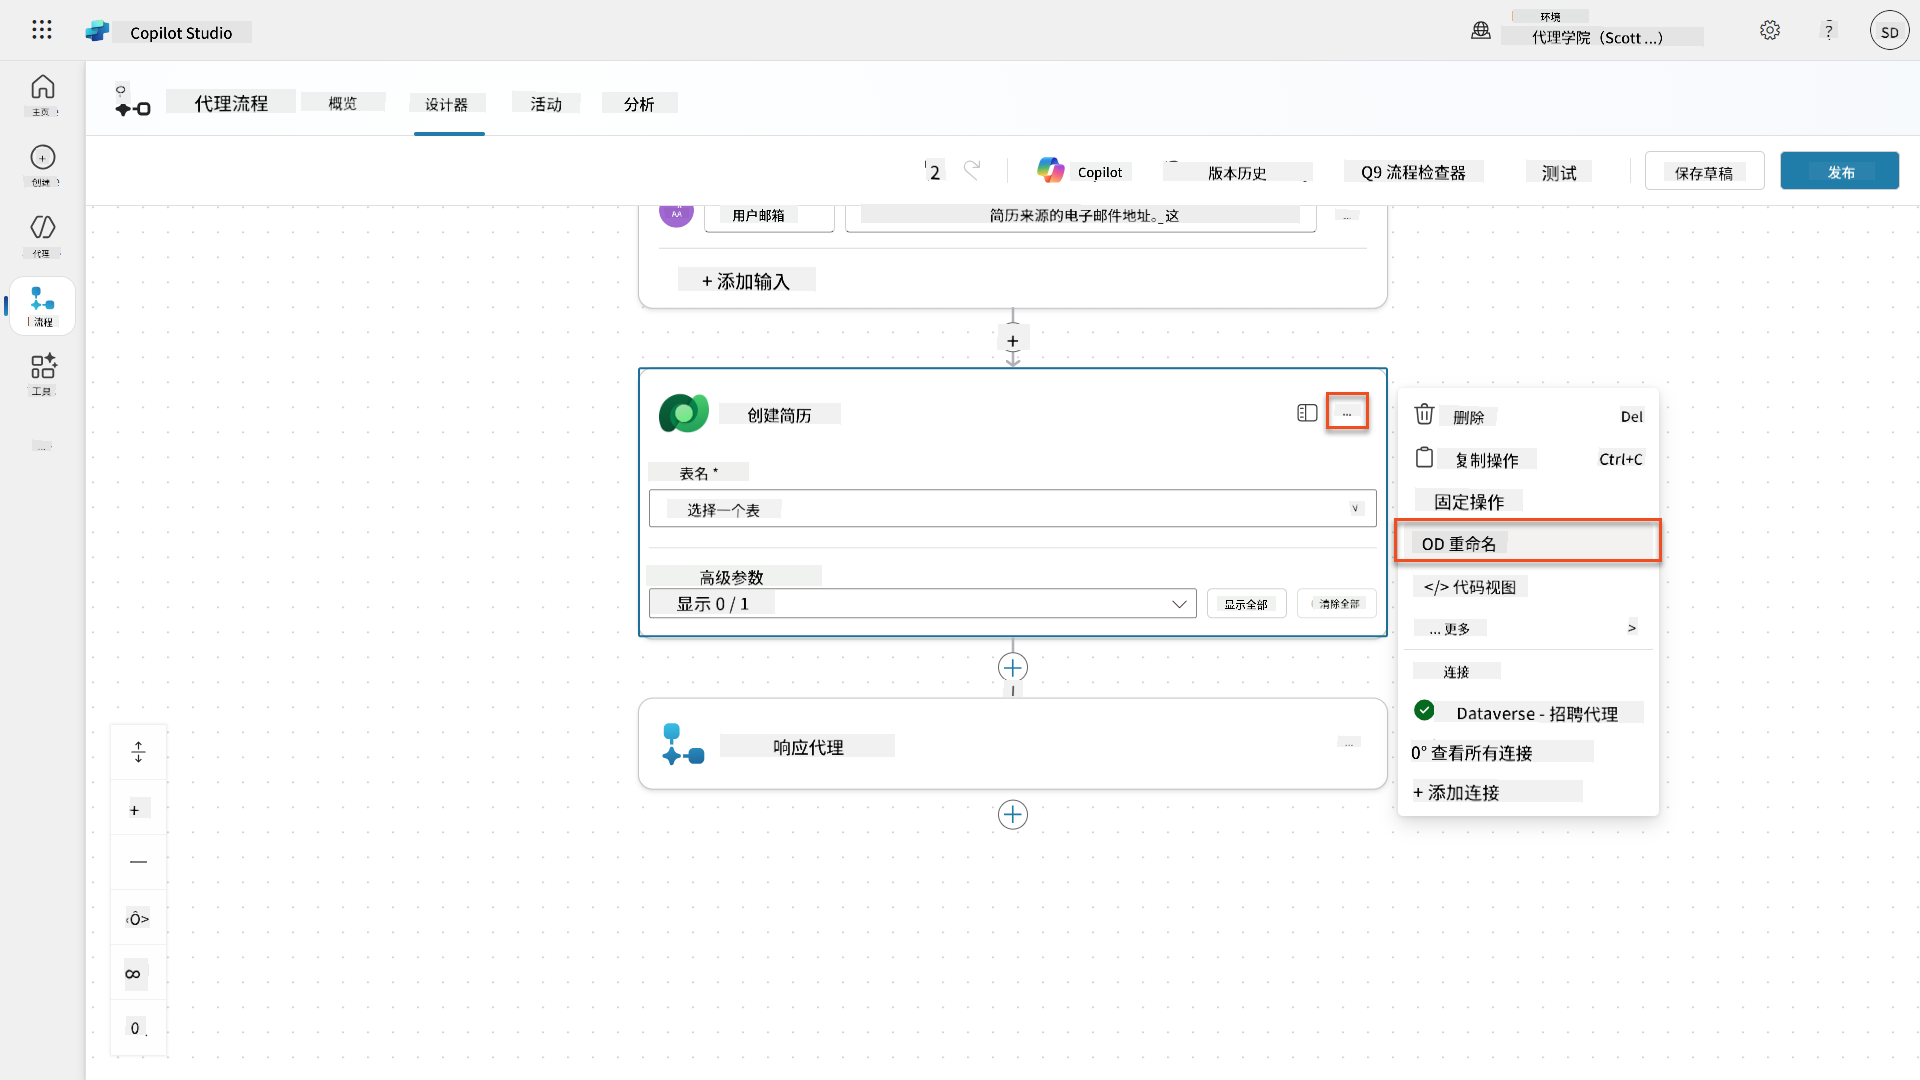 Copilot Studio
环境
代理学院（Scott ...）
?
SD
主页
创建
代理
流程
工具
...
代理流程
概览
设计器
活动
分析
2
Copilot
版本历史
Q9 流程检查器
测试
保存草稿
发布
AA
用户邮箱
简历来源的电子邮件地址。这
...
+ 添加输入
+
创建简历
...
表名 *
选择一个表
高级参数
显示 0 / 1
显示全部
清除全部
响应代理
...
删除
Del
复制操作
Ctrl+C
固定操作
OD 重命名
</> 代码视图
... 更多
>
连接
Dataverse - 招聘代理
0° 查看所有连接
+ 添加连接
+
—
‹Ô>
∞
0